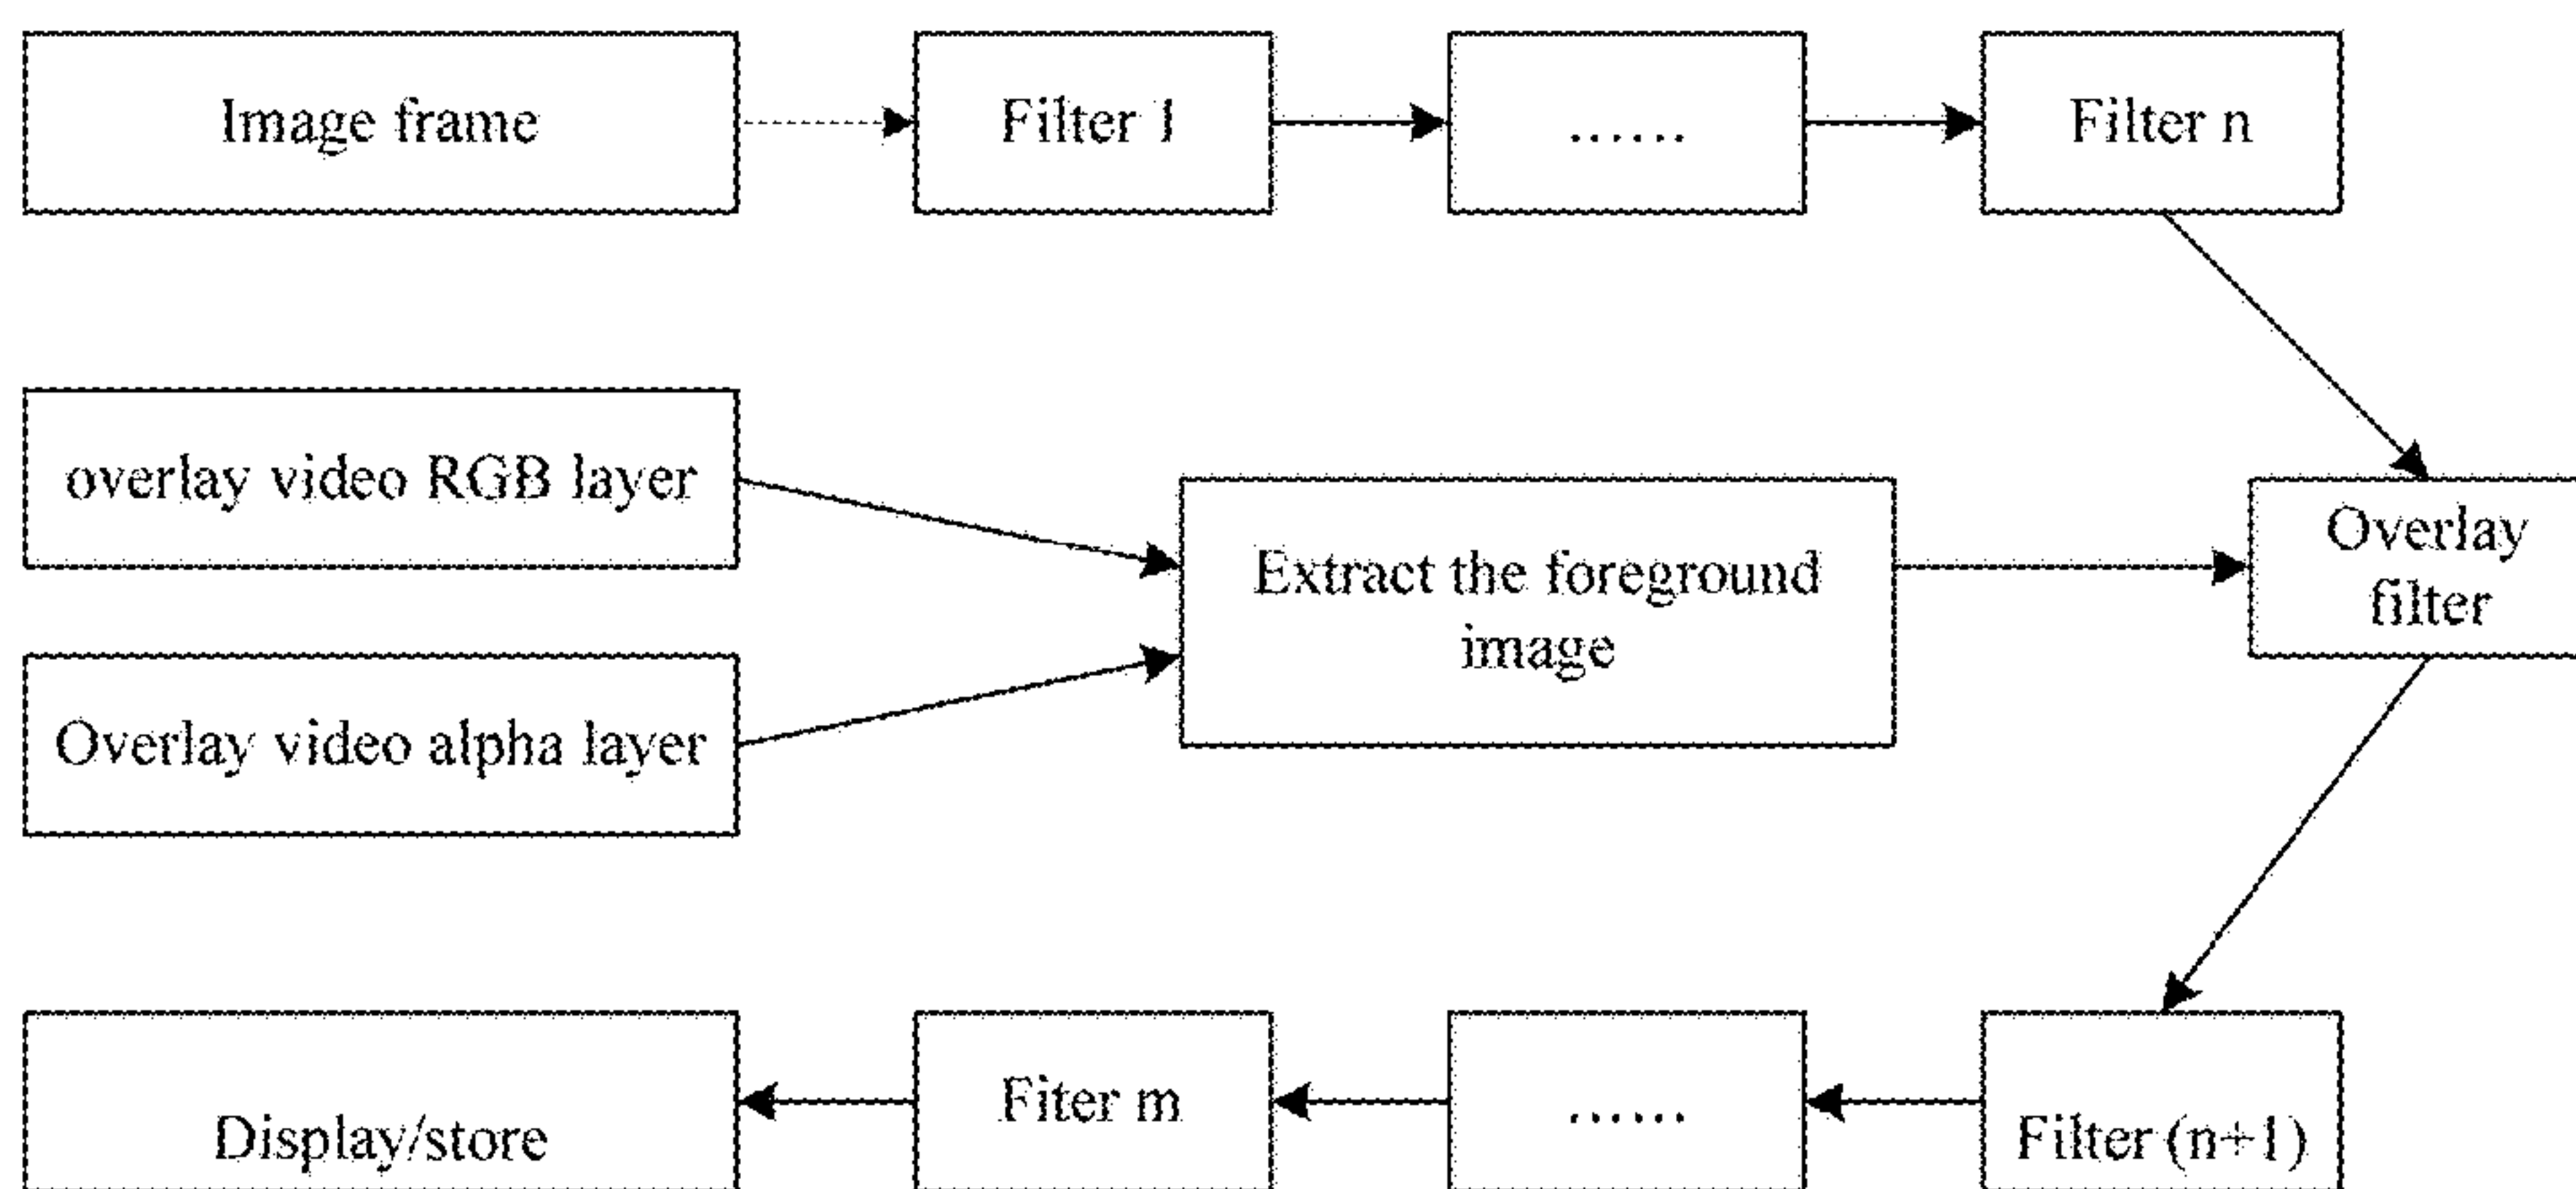 Image frame
Filter 1
......
Filter n
overlay video RGB layer
Overlay video alpha layer
Extract the foreground
image
Overlay
filter
Display/store
Fiter m
......
Filter (n+1)